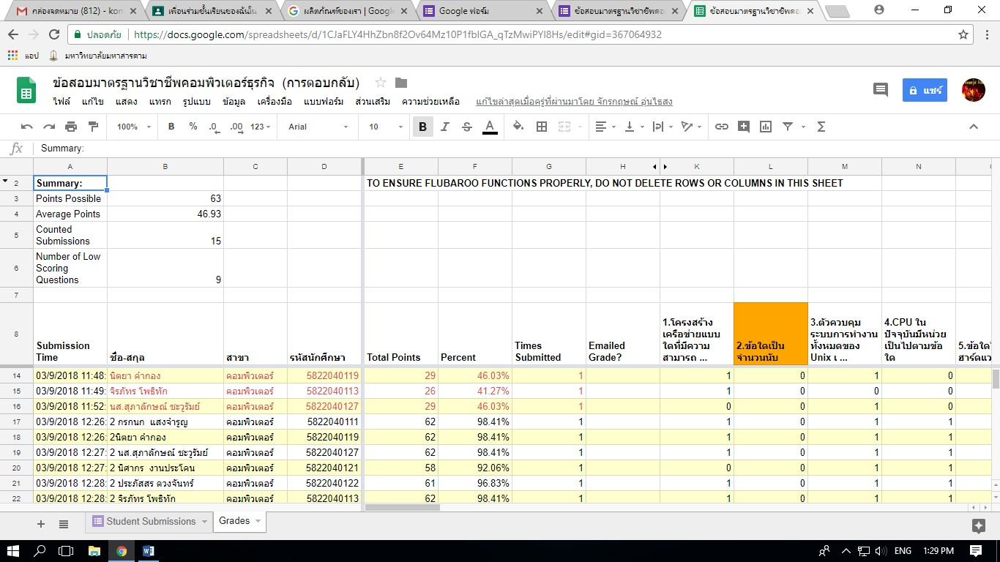 กล่องจดหมาย (812) - kon
เพื่อนร่วมชั้นเรียนของฉันใน
ผลิตภัณฑ์ของเรา | Google
Google ฟอร์ม
ข้อสอบมาตรฐานวิชาชีพคอ
ข้อสอบมาตรฐานวิชาชีพคอ
ปลอดภัย
https://docs.google.com/spreadsheets/d/1CJaFLY4HhZbn8f2Ov64Mz10P1fblGA_qTzMwiPYl8Hs/edit#gid=367064932
แอป มหาวิทยาลัยมหาสารคาม
ข้อสอบมาตรฐานวิชาชีพคอมพิวเตอร์ธุรกิจ (การตอบกลับ)
ไฟล์ แก้ไข แสดง แทรก รูปแบบ ข้อมูล เครื่องมือ แบบฟอร์ม ส่วนเสริม ความช่วยเหลือ แก้ไขล่าสุดเมื่อครู่ที่ผ่านมาโดย จักรกฤษณ์ อุ่นไธสง
แชร์
100% B % .0 .00 123 Arial 10 B I S A Σ
fx Summary:
A B C D E F G H K L M N
2 Summary: TO ENSURE FLUBAROO FUNCTIONS PROPERLY, DO NOT DELETE ROWS OR COLUMNS IN THIS SHEET
3 Points Possible 63
4 Average Points 46.93
Counted
5 Submissions 15
Number of Low
6 Scoring
Questions 9
7
8
Submission
Time
ชื่อ-สกุล
สาขา
รหัสนักศึกษา
Total Points
Percent
Times
Submitted
Emailed
Grade?
1.โครงสร้าง
เครือข่ายแบบ
ใดที่มีความ
สามารถ ...
2.ข้อใดเป็น
จำนวนนับ
3.ตัวควบคุม
ระบบการทำงาน
ทั้งหมดของ
Unix เ ...
4.CPU ใน
ปัจจุบันมีหน่วย
เป็นไปตามข้อ
ใด
5.ข้อใด
ฮาร์ดแว
14 03/9/2018 11:48: นิตยา คำกอง คอมพิวเตอร์ 5822040119 29 46.03% 1 1 0 1 0
15 03/9/2018 11:49: จิรภัทร โพธิทัก คอมพิวเตอร์ 5822040113 26 41.27% 1 1 0 0 0
16 03/9/2018 11:52: นส.สุภาลักษณ์ ชะวูรัมย์ คอมพิวเตอร์ 5822040127 29 46.03% 1 0 0 1 0
17 03/9/2018 12:26: 2 กรกนก แสงจำรูญ คอมพิวเตอร์ 5822040111 62 98.41% 1 1 0 1 1
18 03/9/2018 12:26: 2นิตยา คำกอง คอมพิวเตอร์ 5822040119 62 98.41% 1 1 0 1 1
19 03/9/2018 12:27: 2 นส.สุภาลักษณ์ ชะวูรัมย์ คอมพิวเตอร์ 5822040127 62 98.41% 1 1 0 1 1
20 03/9/2018 12:27: 2 นิศากร งานประโคน คอมพิวเตอร์ 5822040121 58 92.06% 1 0 0 1 1
21 03/9/2018 12:28: 2 ประภัสสร ดวงจันทร์ คอมพิวเตอร์ 5822040122 61 96.83% 1 1 0 1 1
22 03/9/2018 12:28: 2 จิรภัทร โพธิทัก คอมพิวเตอร์ 5822040113 62 98.41% 1 1 0 1 1
Student Submissions Grades
ENG 1:29 PM